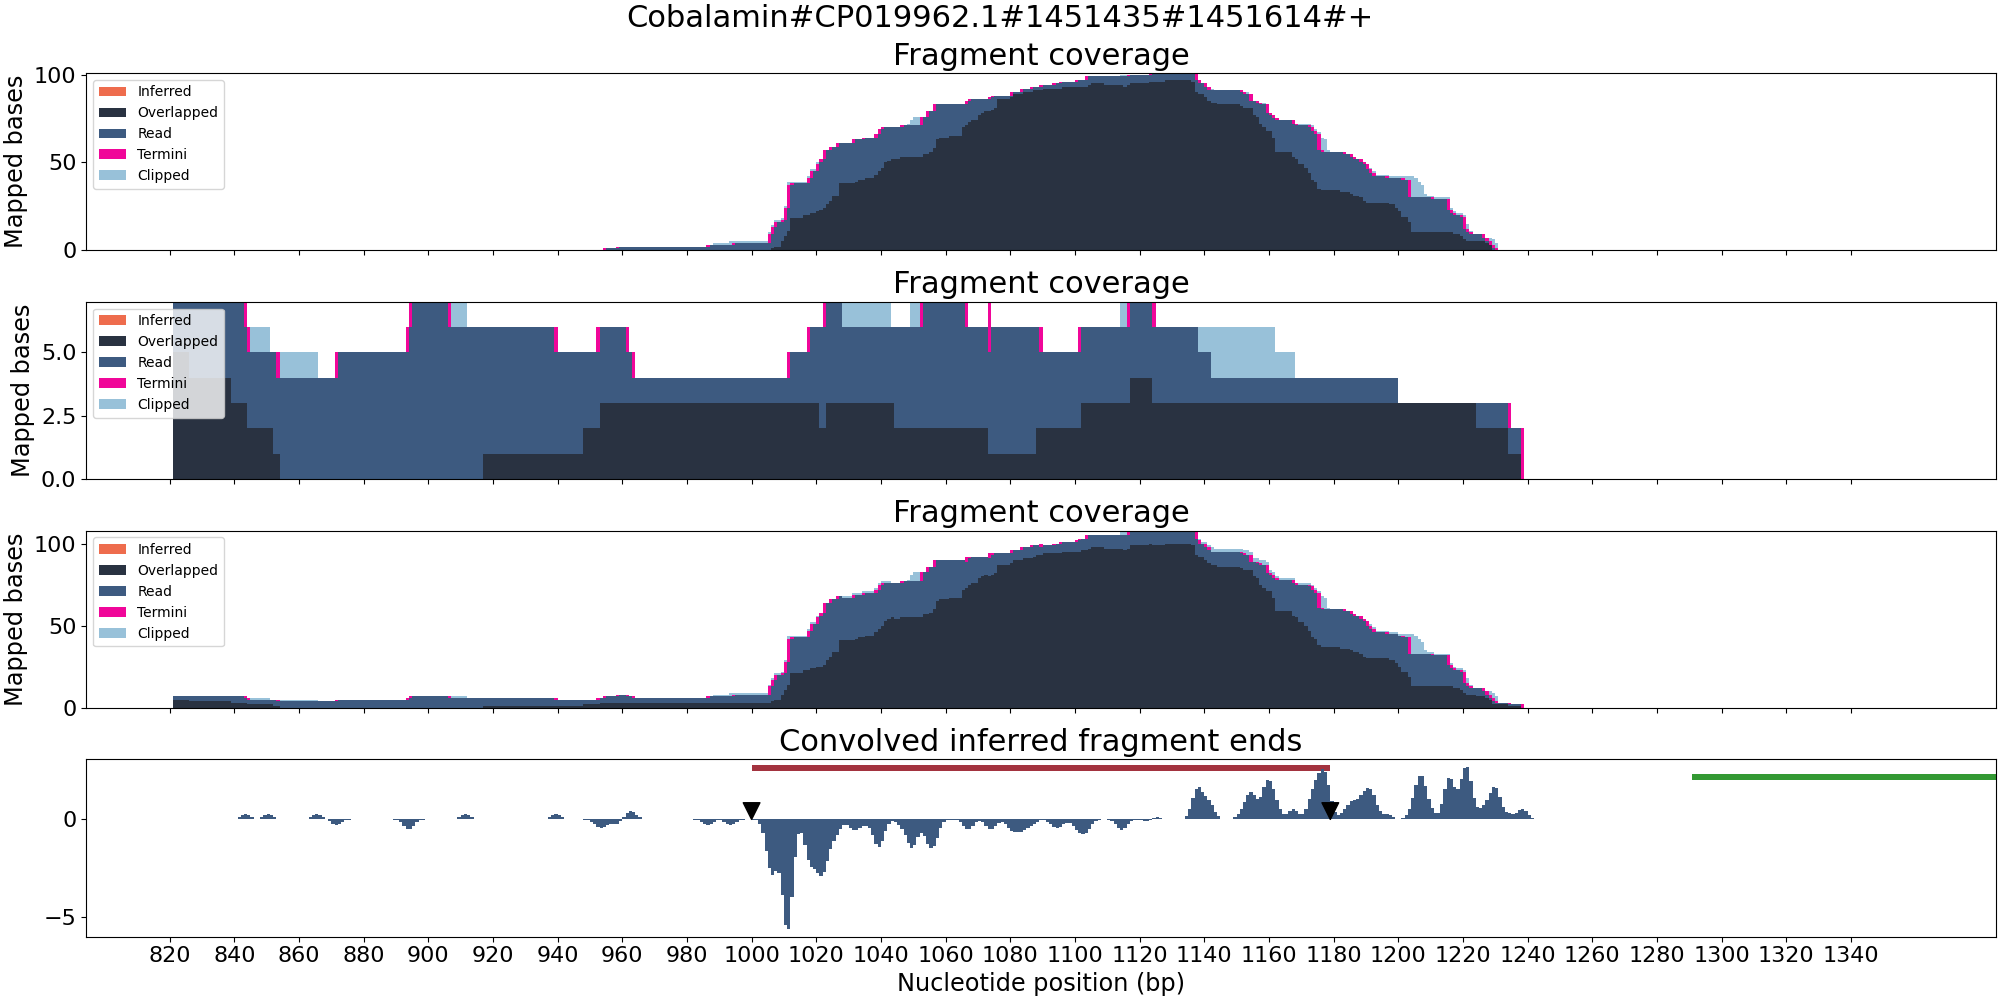 Cobalamin#CP019962.1#1451435#1451614#+
Fragment coverage
Mapped bases
100
50
0
Inferred
Overlapped
Read
Termini
Clipped
Fragment coverage
Mapped bases
5.0
2.5
0.0
Inferred
Overlapped
Read
Termini
Clipped
Fragment coverage
Mapped bases
100
50
0
Inferred
Overlapped
Read
Termini
Clipped
Convolved inferred fragment ends
0
−5
820 840 860 880 900 920 940 960 980 1000 1020 1040 1060 1080 1100 1120 1140 1160 1180 1200 1220 1240 1260 1280 1300 1320 1340
Nucleotide position (bp)